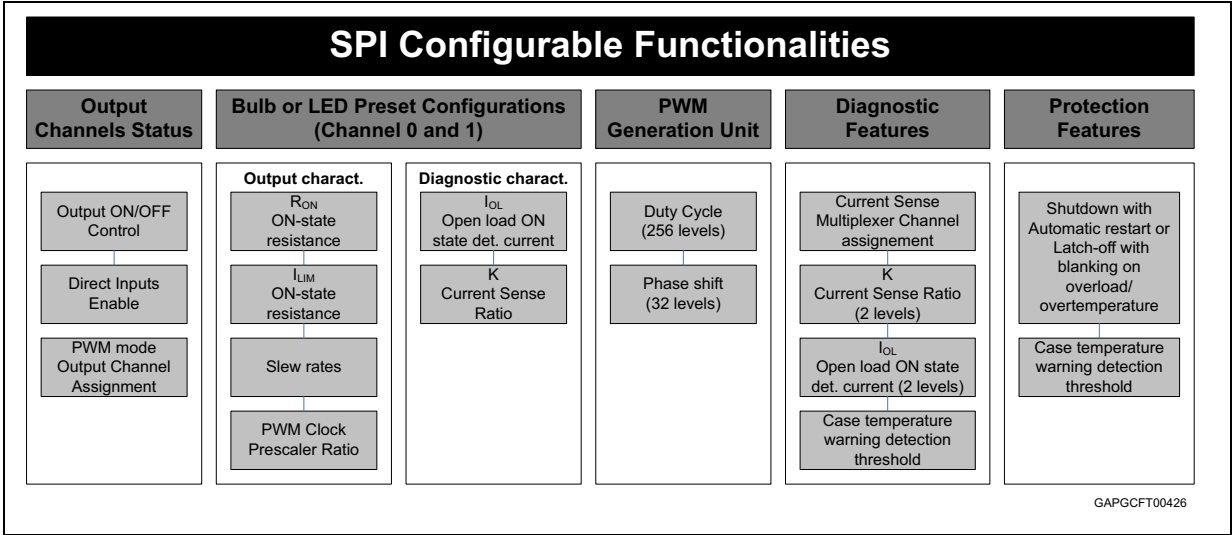 SPI Configurable Functionalities
Output
Channels Status
Bulb or LED Preset Configurations
(Channel 0 and 1)
PWM
Generation Unit
Diagnostic
Features
Protection
Features
Output ON/OFF
Control
Direct Inputs
Enable
PWM mode
Output Channel
Assignment
Output charact.
RON
ON-state
resistance
ILIM
ON-state
resistance
Slew rates
PWM Clock
Prescaler Ratio
Diagnostic charact.
IOL
Open load ON
state det. current
K
Current Sense
Ratio
Duty Cycle
(256 levels)
Phase shift
(32 levels)
Current Sense
Multiplexer Channel
assignement
K
Current Sense Ratio
(2 levels)
IOL
Open load ON state
det. current (2 levels)
Case temperature
warning detection
threshold
Shutdown with
Automatic restart or
Latch-off with
blanking on
overload/
overtemperature
Case temperature
warning detection
threshold
GAPGCFT00426